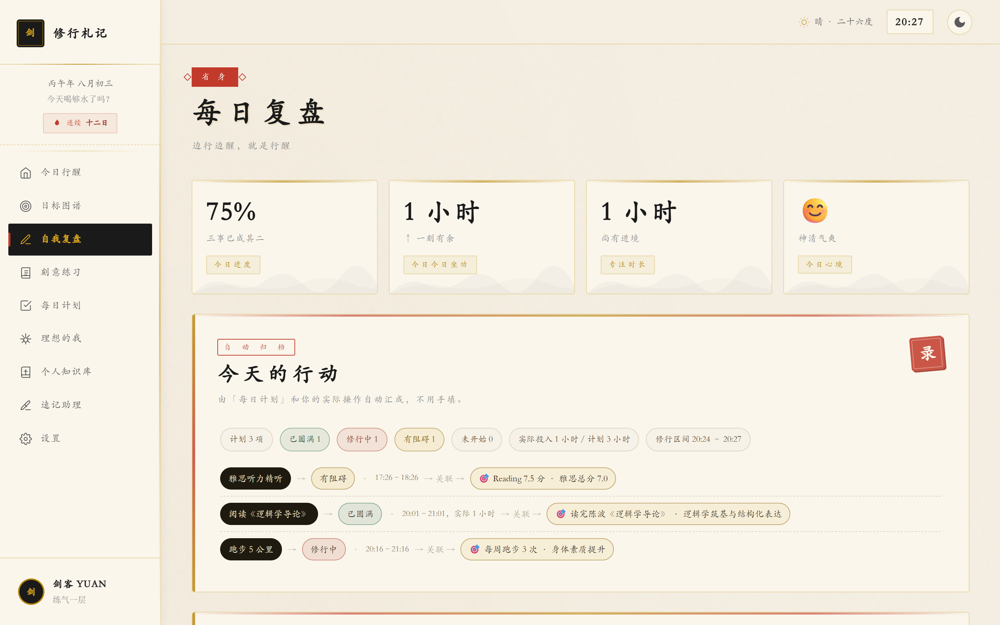 剑
修行札记
丙午年 八月初三
今天喝够水了吗？
连续 十二日
今日行醒
目标图谱
自我复盘
刻意练习
每日计划
理想的我
个人知识库
速记助理
设置
剑
剑客 YUAN
练气一层
晴 · 二十六度
20:27
省身
每日复盘
边行边醒，就是行醒
75%
三事已成其二
今日进度
1 小时
↑ 一刻有余
今日今日坐功
1 小时
尚有进境
专注时长
神清气爽
今日心境
自动归档
录
今天的行动
由「每日计划」和你的实际操作自动汇成，不用手填。
计划 3 项 已圆满 1 修行中 1 有阻碍 1 未开始 0 实际投入 1 小时 / 计划 3 小时 修行区间 20:24 – 20:27
雅思听力精听 → 有阻碍 · 17:26 – 18:26 → 关联 → 🎯 Reading 7.5 分 · 雅思总分 7.0
阅读《逻辑学导论》 → 已圆满 · 20:01 – 21:01，实际 1 小时 → 关联 → 🎯 读完陈波《逻辑学导论》 · 逻辑学筑基与结构化表达
跑步 5 公里 → 修行中 · 20:16 – 21:16 → 关联 → 🎯 每周跑步 3 次 · 身体素质提升